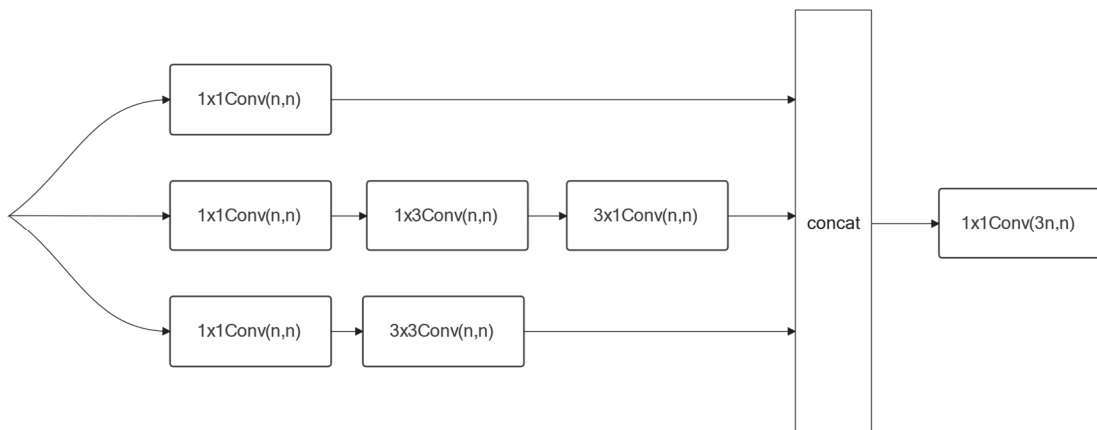 1x1Conv(n,n)
1x1Conv(n,n)
1x3Conv(n,n)
3x1Conv(n,n)
1x1Conv(n,n)
3x3Conv(n,n)
concat
1x1Conv(3n,n)